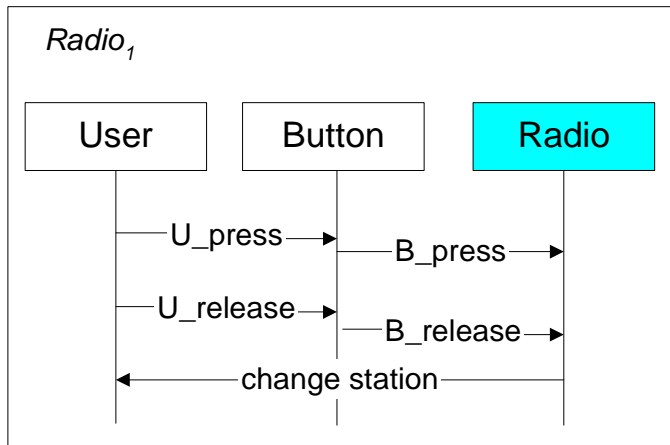 Radio1
User
Button
Radio
U_press
B_press
U_release
B_release
change station